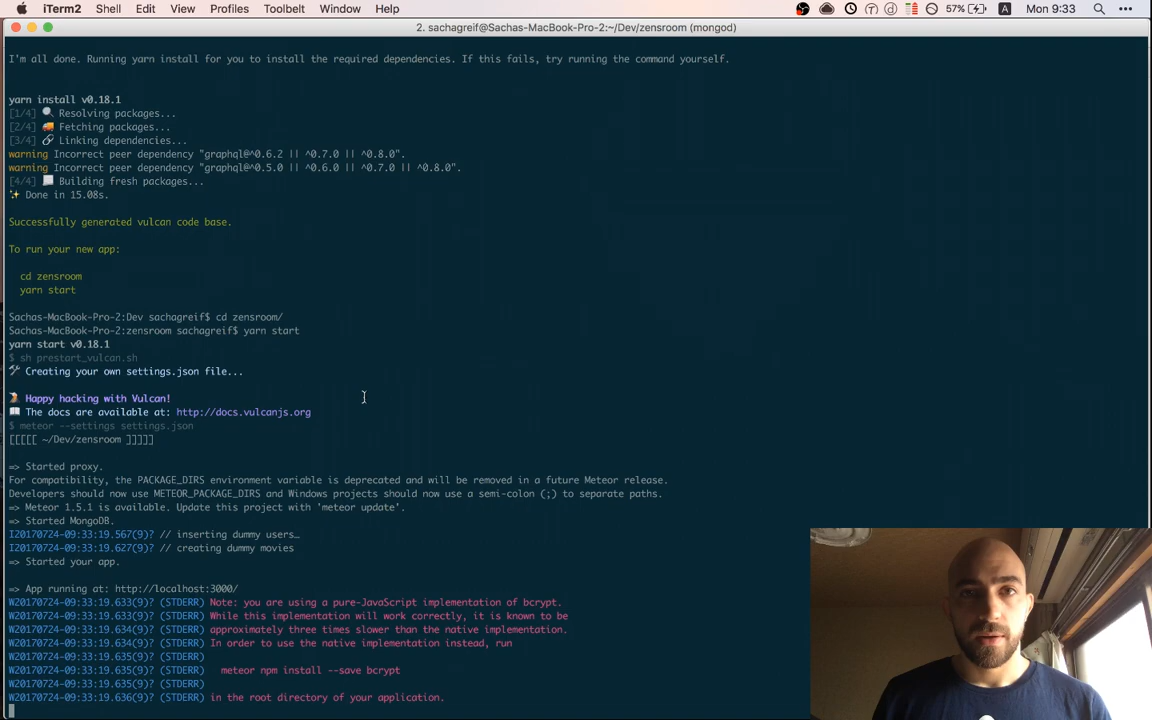 iTerm2 Shell Edit View Profiles Toolbelt Window Help 57% A Mon 9:33
2. sachagreif@Sachas-MacBook-Pro-2:~/Dev/zensroom (mongod)
I'm all done. Running yarn install for you to install the required dependencies. If this fails, try running the command yourself.
yarn install v0.18.1
[1/4] Resolving packages...
[2/4] Fetching packages...
[3/4] Linking dependencies...
warning Incorrect peer dependency "graphql@^0.6.2 || ^0.7.0 || ^0.8.0".
warning Incorrect peer dependency "graphql@^0.5.0 || ^0.6.0 || ^0.7.0 || ^0.8.0".
[4/4] Building fresh packages...
Done in 15.08s.
Successfully generated vulcan code base.
To run your new app:
cd zensroom
yarn start
Sachas-MacBook-Pro-2:Dev sachagreif$ cd zensroom/
Sachas-MacBook-Pro-2:zensroom sachagreif$ yarn start
yarn start v0.18.1
$ sh prestart_vulcan.sh
Creating your own settings.json file...
Happy hacking with Vulcan!
The docs are available at: http://docs.vulcanjs.org
$ meteor --settings settings.json
[[[[[ ~/Dev/zensroom ]]]]]
=> Started proxy.
For compatibility, the PACKAGE_DIRS environment variable is deprecated and will be removed in a future Meteor release.
Developers should now use METEOR_PACKAGE_DIRS and Windows projects should now use a semi-colon (;) to separate paths.
=> Meteor 1.5.1 is available. Update this project with 'meteor update'.
=> Started MongoDB.
I20170724-09:33:19.567(9)? // inserting dummy users…
I20170724-09:33:19.627(9)? // creating dummy movies
=> Started your app.
=> App running at: http://localhost:3000/
W20170724-09:33:19.633(9)? (STDERR) Note: you are using a pure-JavaScript implementation of bcrypt.
W20170724-09:33:19.633(9)? (STDERR) While this implementation will work correctly, it is known to be
W20170724-09:33:19.634(9)? (STDERR) approximately three times slower than the native implementation.
W20170724-09:33:19.634(9)? (STDERR) In order to use the native implementation instead, run
W20170724-09:33:19.635(9)? (STDERR)
W20170724-09:33:19.635(9)? (STDERR) meteor npm install --save bcrypt
W20170724-09:33:19.635(9)? (STDERR)
W20170724-09:33:19.636(9)? (STDERR) in the root directory of your application.